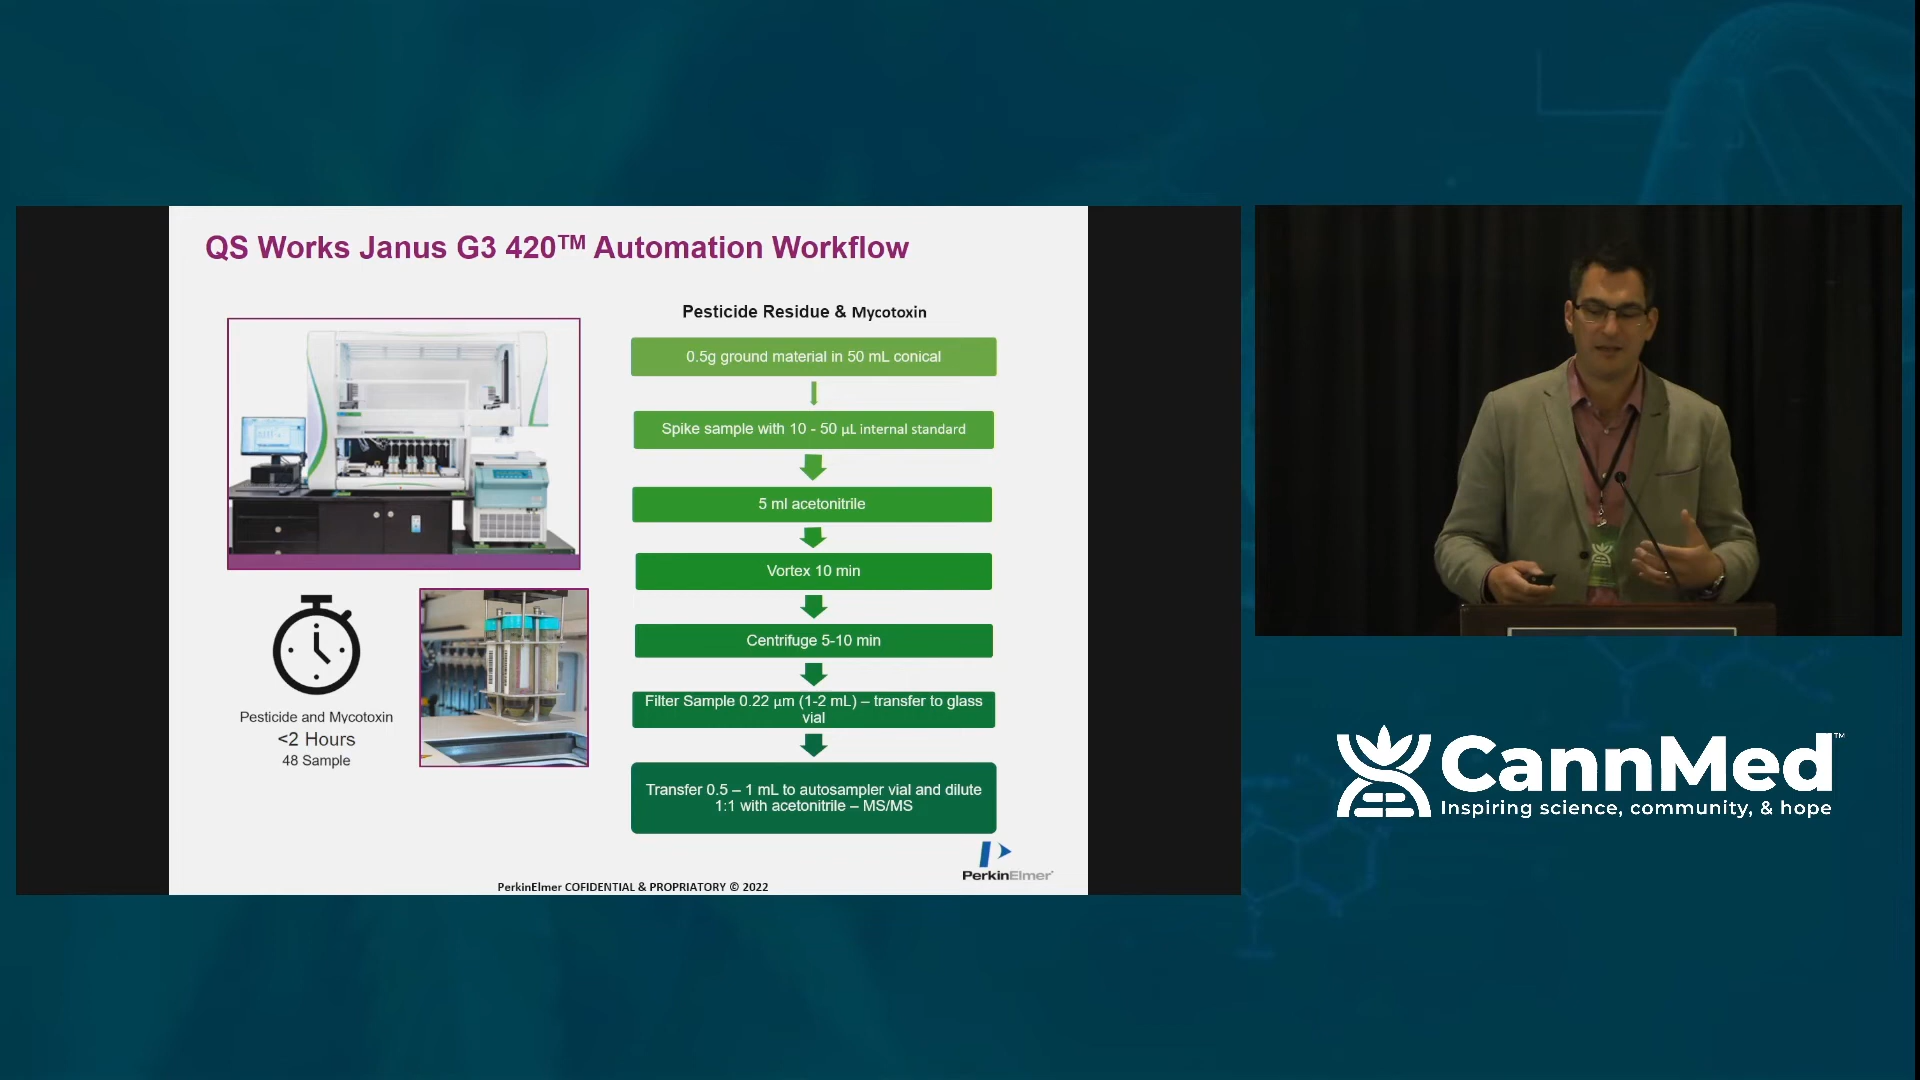 QS Works Janus G3 420™ Automation Workflow
Pesticide Residue & Mycotoxin
0.5g ground material in 50 mL conical
Spike sample with 10 - 50 µL internal standard
5 ml acetonitrile
Vortex 10 min
Centrifuge 5-10 min
Filter Sample 0.22 µm (1-2 mL) – transfer to glass
vial
Transfer 0.5 – 1 mL to autosampler vial and dilute
1:1 with acetonitrile – MS/MS
Pesticide and Mycotoxin
<2 Hours
48 Sample
PerkinElmer
PerkinElmer COFIDENTIAL & PROPRIATORY © 2022
CannMed™
Inspiring science, community, & hope